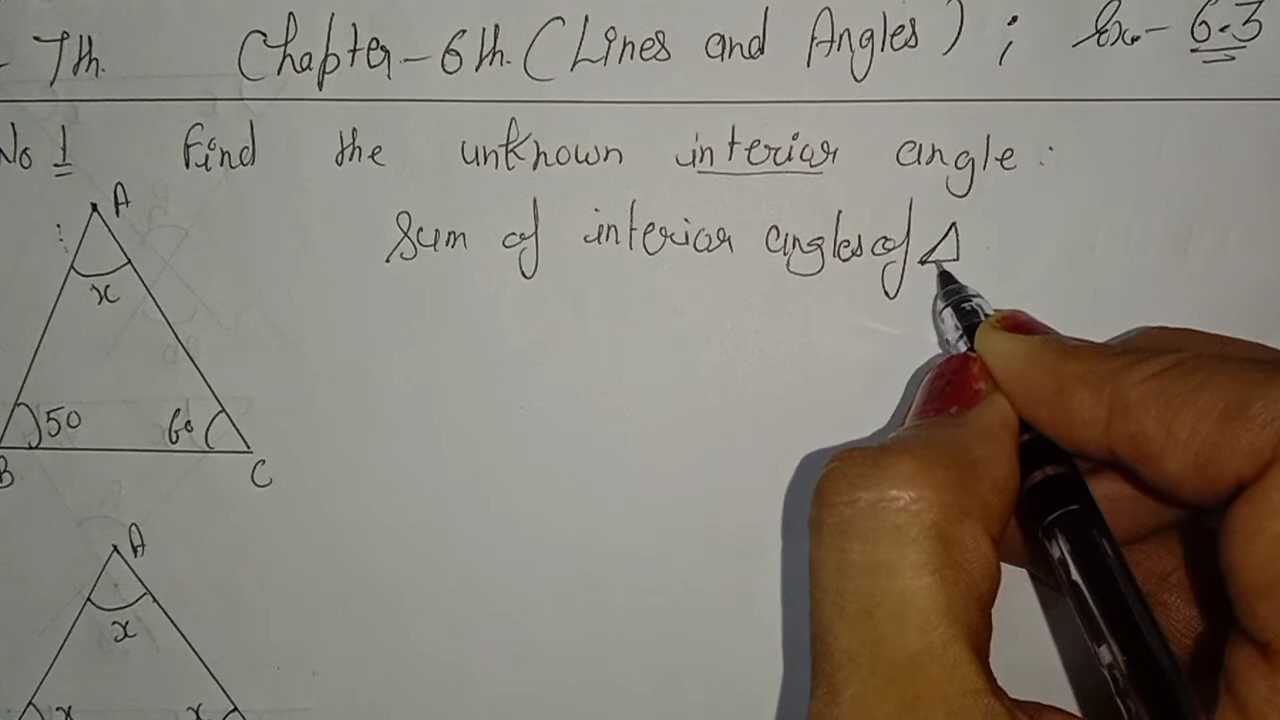 - 7th. Chapter-6th. (Lines and Angles) ; Ex- 6.3
No 1 Find the unknown interior angle :
Sum of interior angles of Δ
A
x
50 60
B C
A
x
x x